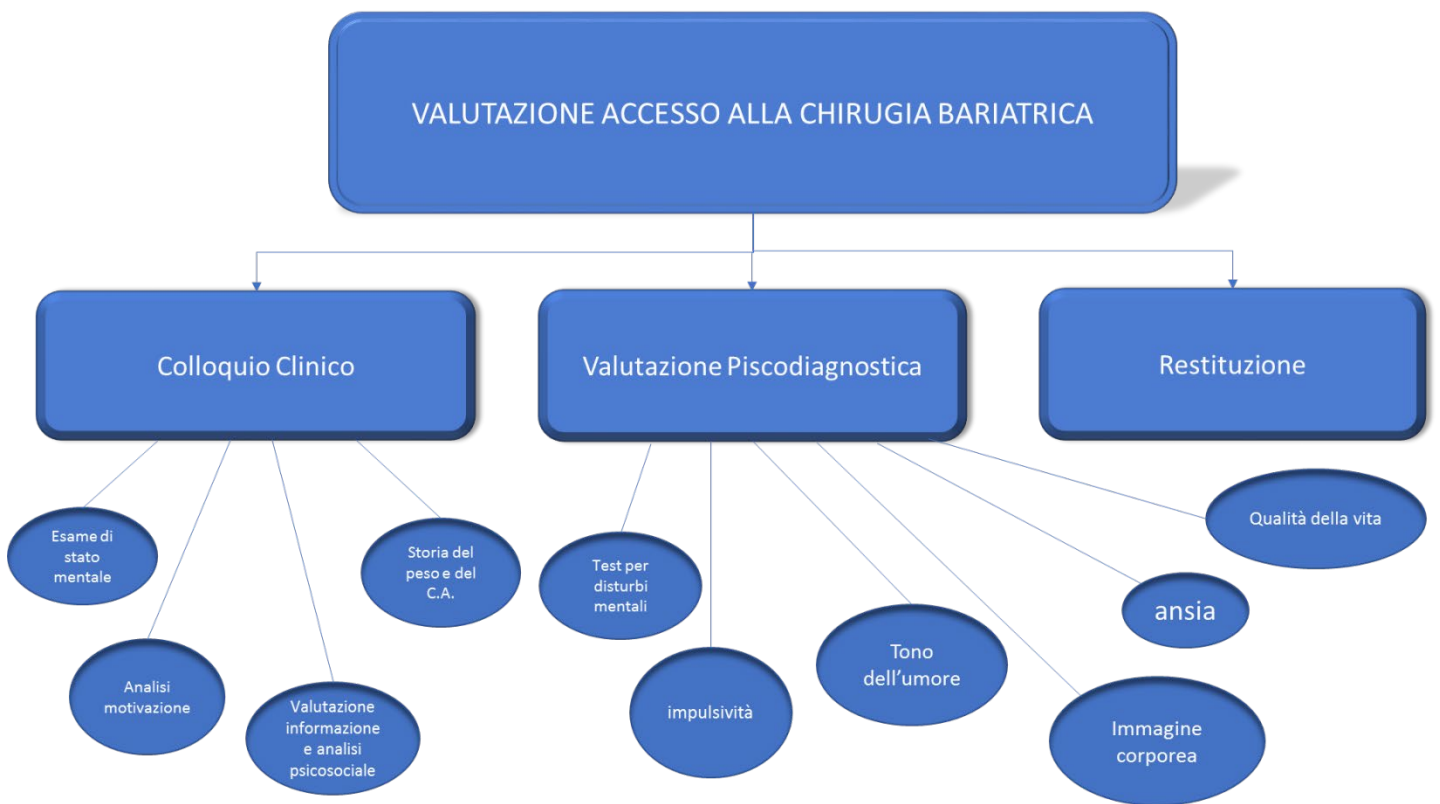 VALUTAZIONE ACCESSO ALLA CHIRUGIA BARIATRICA
Colloquio Clinico
Valutazione Piscodiagnostica
Restituzione
Esame di
stato
mentale
Analisi
motivazione
Valutazione
informazione
e analisi
psicosociale
Storia del
peso e del
C.A.
Test per
disturbi
mentali
impulsività
Tono
dell'umore
Immagine
corporea
ansia
Qualità della vita